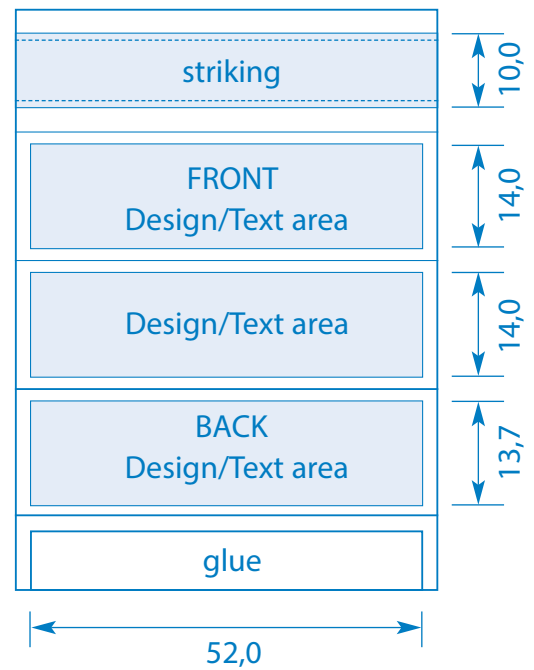 striking
10,0
FRONT
Design/Text area
14,0
Design/Text area
14,0
BACK
Design/Text area
13,7
glue
52,0